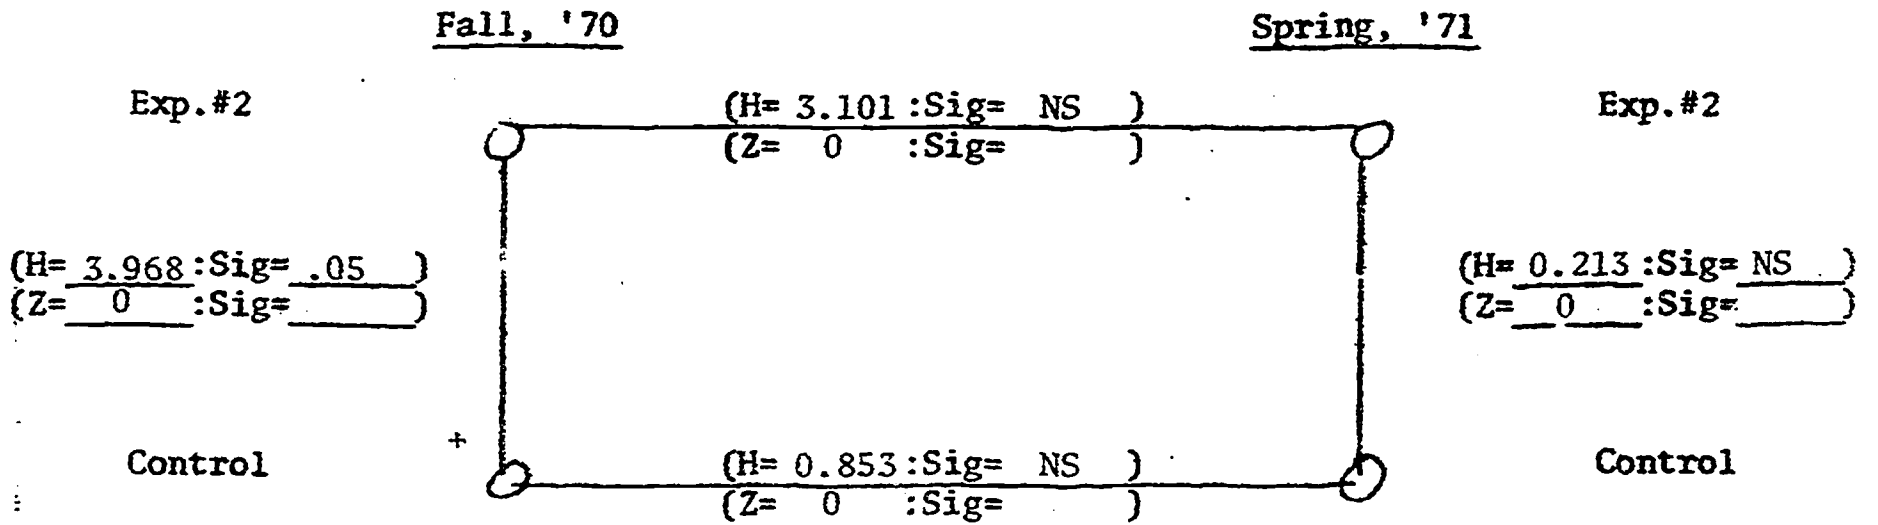 Fall, '70 Spring, '71
Exp.#2 (H= 3.101 :Sig= NS ) Exp.#2
(Z= 0 :Sig= )
(H= 3.968 :Sig= .05 ) (H= 0.213 :Sig= NS )
(Z= 0 :Sig= ) (Z= 0 :Sig= )
+
Control (H= 0.853 :Sig= NS ) Control
(Z= 0 :Sig= )